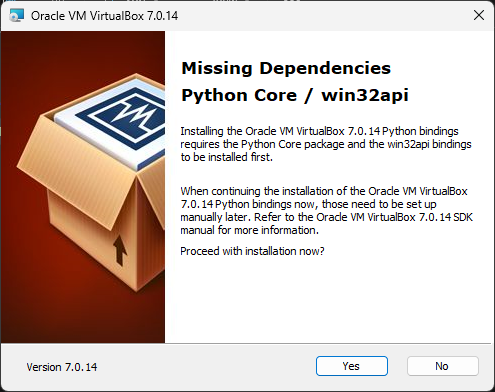 Oracle VM VirtualBox 7.0.14
Missing Dependencies
Python Core / win32api
Installing the Oracle VM VirtualBox 7.0.14 Python bindings
requires the Python Core package and the win32api bindings
to be installed first.
When continuing the installation of the Oracle VM VirtualBox
7.0.14 Python bindings now, those need to be set up
manually later. Refer to the Oracle VM VirtualBox 7.0.14 SDK
manual for more information.
Proceed with installation now?
Version 7.0.14
Yes
No